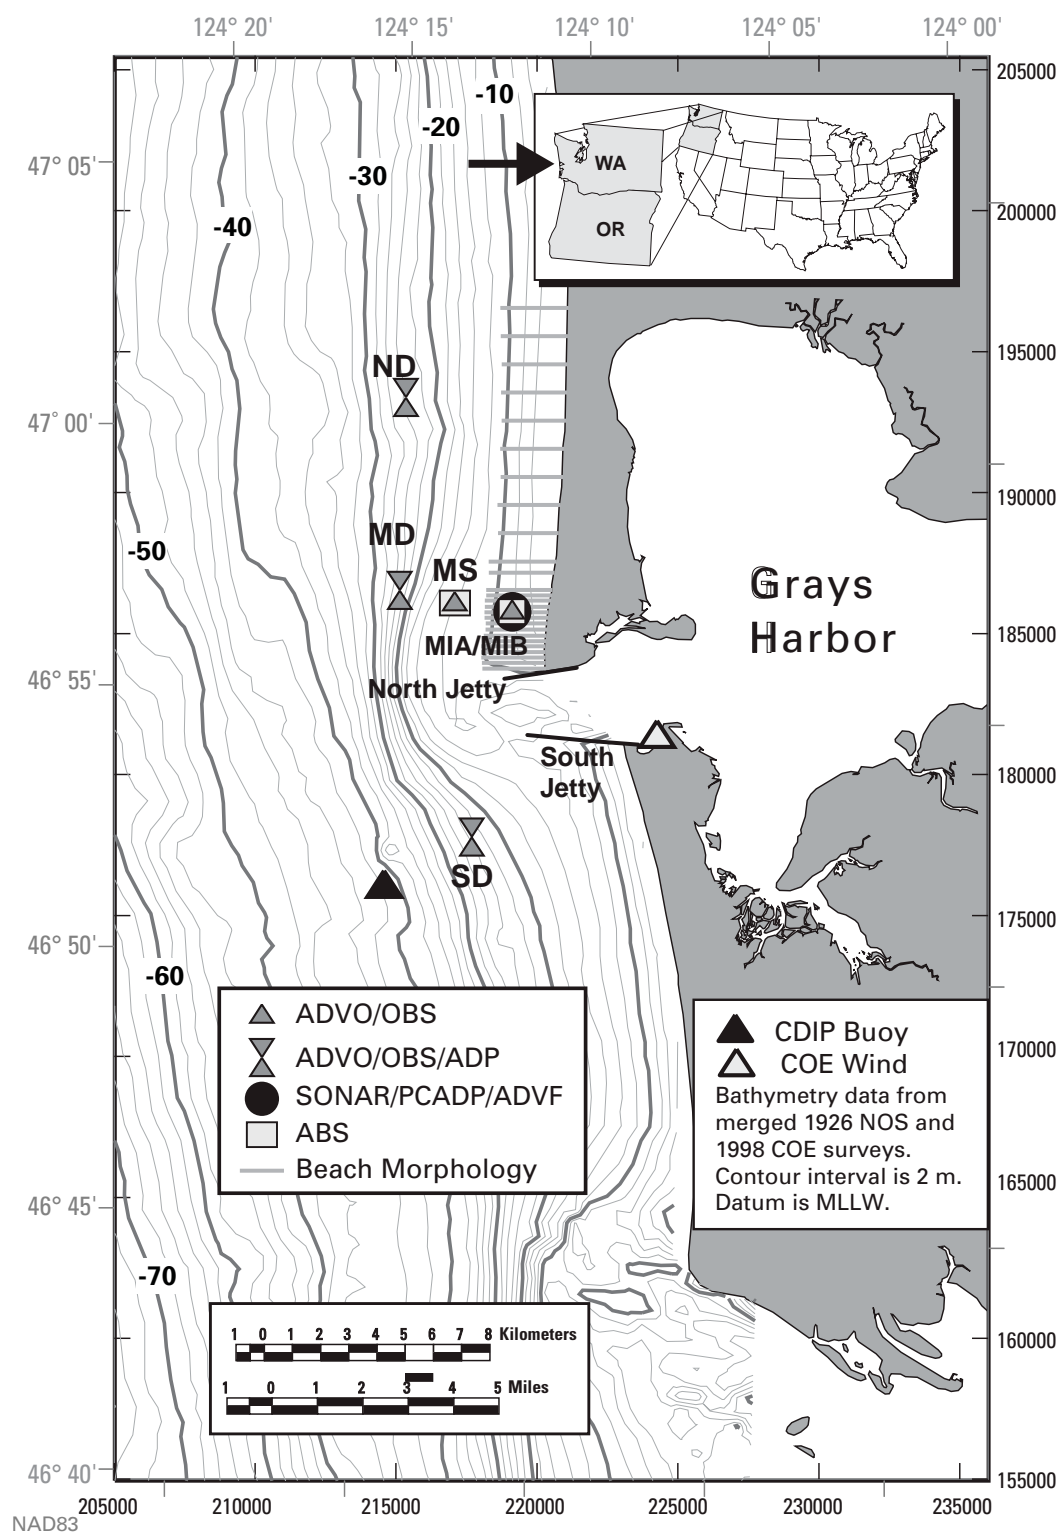 124° 20' 124° 15' 124° 10' 124° 05' 124° 00'
205000
-10
-20
47° 05'
-30
WA
200000
-40
OR
195000
ND
47° 00'
190000
MD
-50
MS
Grays
Harbor
185000
MIA/MIB
46° 55'
North Jetty
South
Jetty
180000
SD
175000
46° 50'
-60
ADVO/OBS
ADVO/OBS/ADP
SONAR/PCADP/ADVF
ABS
Beach Morphology
CDIP Buoy
COE Wind
Bathymetry data from
merged 1926 NOS and
1998 COE surveys.
Contour interval is 2 m.
Datum is MLLW.
170000
165000
46° 45'
-70
1 0 1 2 3 4 5 6 7 8 Kilometers
1 0 1 2 3 4 5 Miles
160000
46° 40'
155000
205000 210000 215000 220000 225000 230000 235000
NAD83